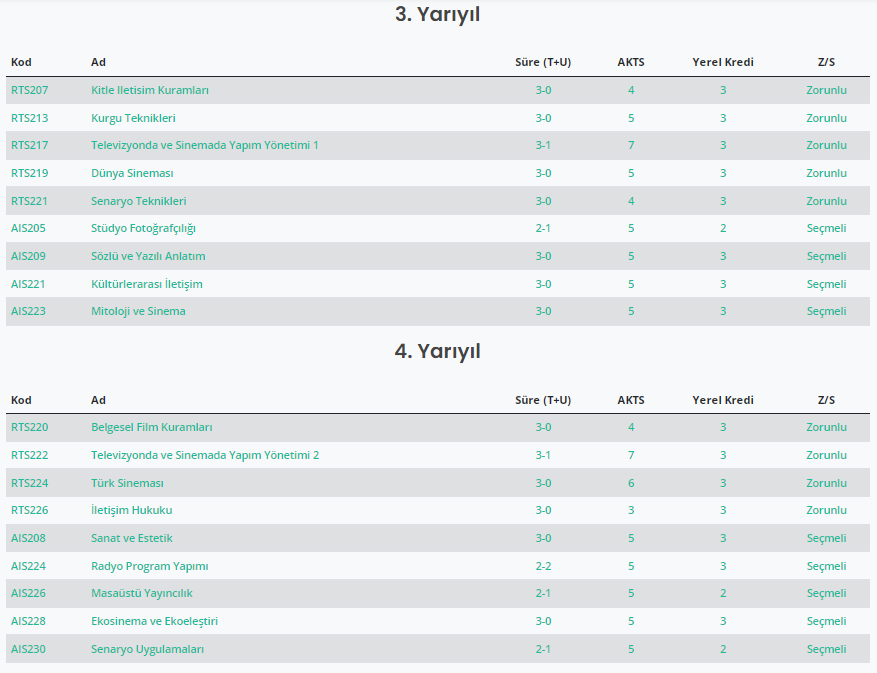 3. Yarıyıl
Kod Ad Süre (T+U) AKTS Yerel Kredi Z/S
RTS207 Kitle Iletisim Kuramları 3-0 4 3 Zorunlu
RTS213 Kurgu Teknikleri 3-0 5 3 Zorunlu
RTS217 Televizyonda ve Sinemada Yapım Yönetimi 1 3-1 7 3 Zorunlu
RTS219 Dünya Sineması 3-0 5 3 Zorunlu
RTS221 Senaryo Teknikleri 3-0 4 3 Zorunlu
AIS205 Stüdyo Fotoğrafçılığı 2-1 5 2 Seçmeli
AIS209 Sözlü ve Yazılı Anlatım 3-0 5 3 Seçmeli
AIS221 Kültürlerarası İletişim 3-0 5 3 Seçmeli
AIS223 Mitoloji ve Sinema 3-0 5 3 Seçmeli
4. Yarıyıl
Kod Ad Süre (T+U) AKTS Yerel Kredi Z/S
RTS220 Belgesel Film Kuramları 3-0 4 3 Zorunlu
RTS222 Televizyonda ve Sinemada Yapım Yönetimi 2 3-1 7 3 Zorunlu
RTS224 Türk Sineması 3-0 6 3 Zorunlu
RTS226 İletişim Hukuku 3-0 3 3 Zorunlu
AIS208 Sanat ve Estetik 3-0 5 3 Seçmeli
AIS224 Radyo Program Yapımı 2-2 5 3 Seçmeli
AIS226 Masaüstü Yayıncılık 2-1 5 2 Seçmeli
AIS228 Ekosinema ve Ekoeleştiri 3-0 5 3 Seçmeli
AIS230 Senaryo Uygulamaları 2-1 5 2 Seçmeli